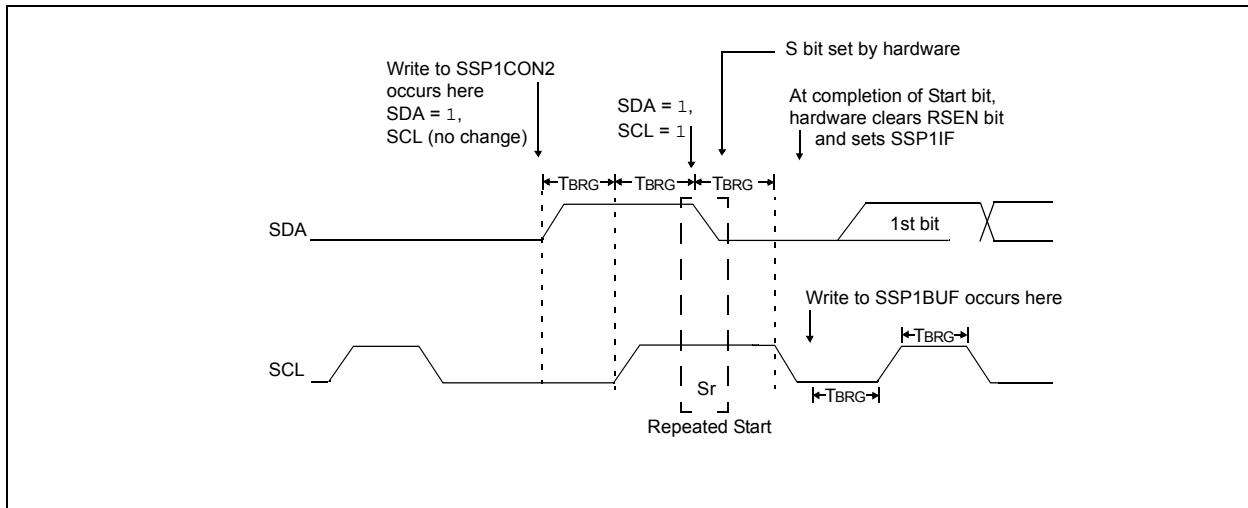 S bit set by hardware
Write to SSP1CON2
occurs here
SDA = 1,
SCL (no change)
SDA = 1,
SCL = 1
At completion of Start bit,
hardware clears RSEN bit
and sets SSP1IF
TBRG TBRG TBRG
SDA
1st bit
Write to SSP1BUF occurs here
TBRG
SCL
Sr
TBRG
Repeated Start